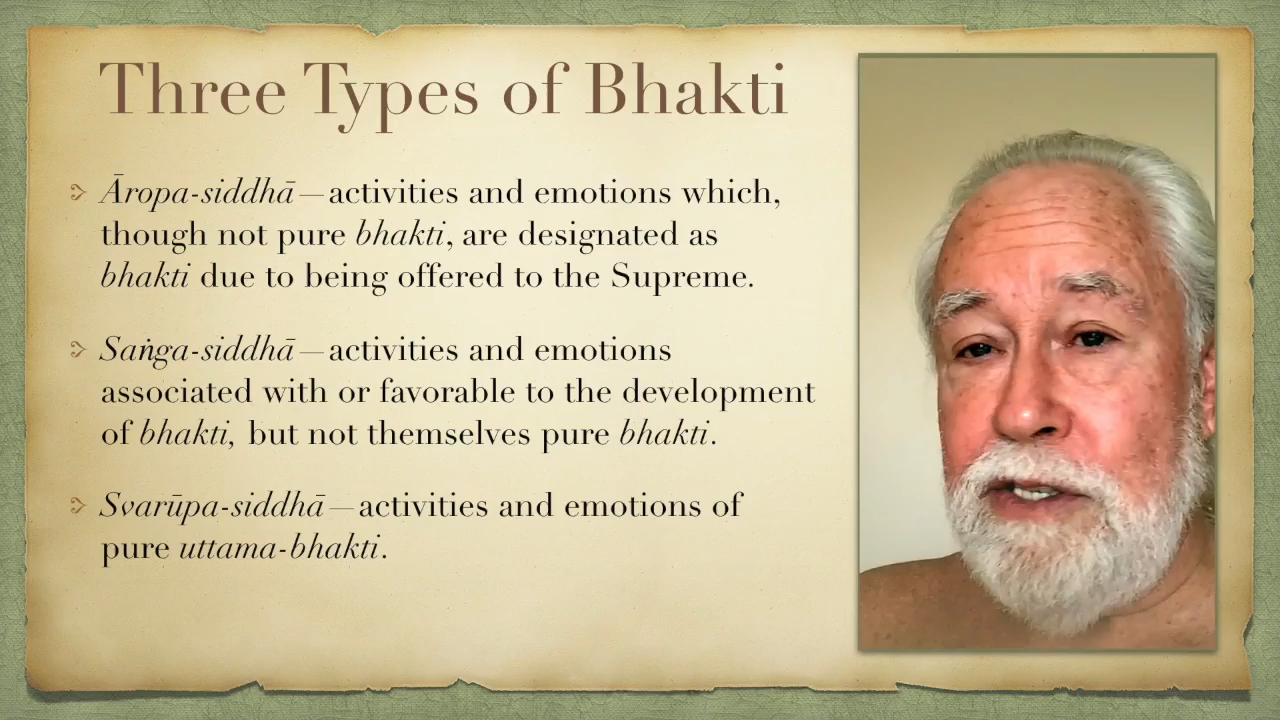 Three Types of Bhakti
Āropa-siddhā—activities and emotions which,
though not pure bhakti, are designated as
bhakti due to being offered to the Supreme.
Saṅga-siddhā—activities and emotions
associated with or favorable to the development
of bhakti, but not themselves pure bhakti.
Svarūpa-siddhā—activities and emotions of
pure uttama-bhakti.